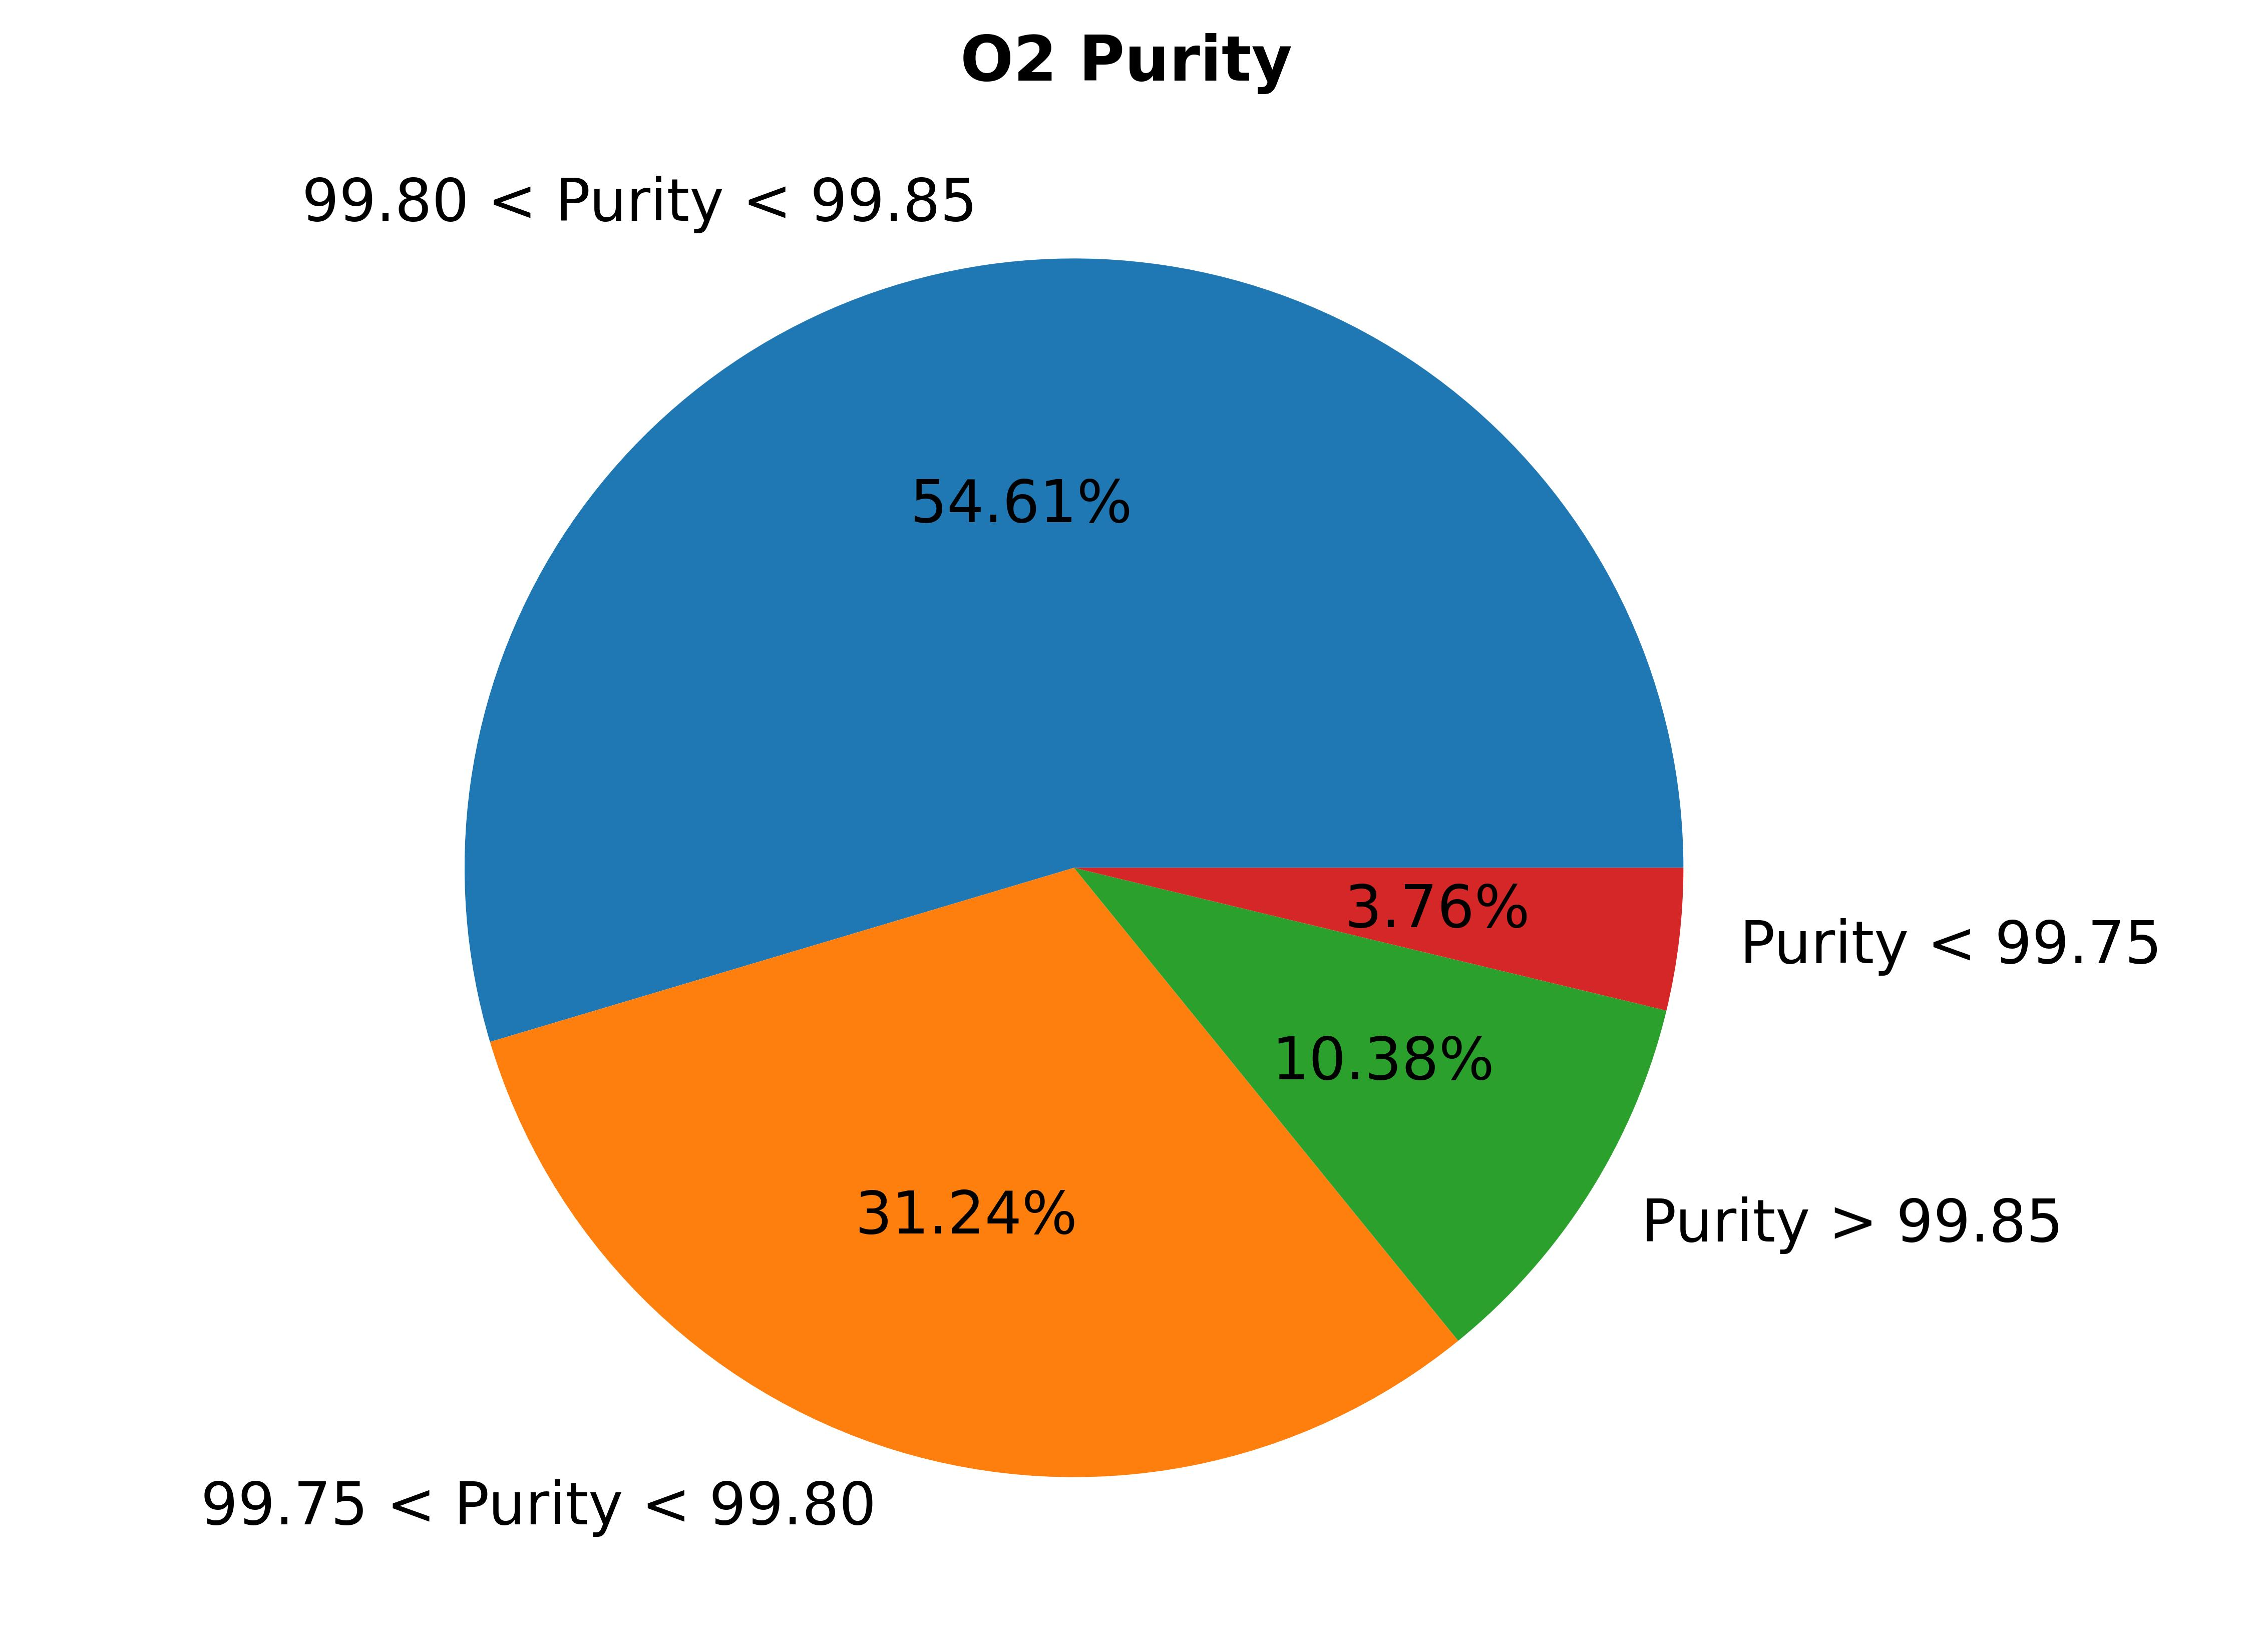 O2 Purity
99.80 < Purity < 99.85
54.61%
3.76%
Purity < 99.75
10.38%
Purity > 99.85
31.24%
99.75 < Purity < 99.80